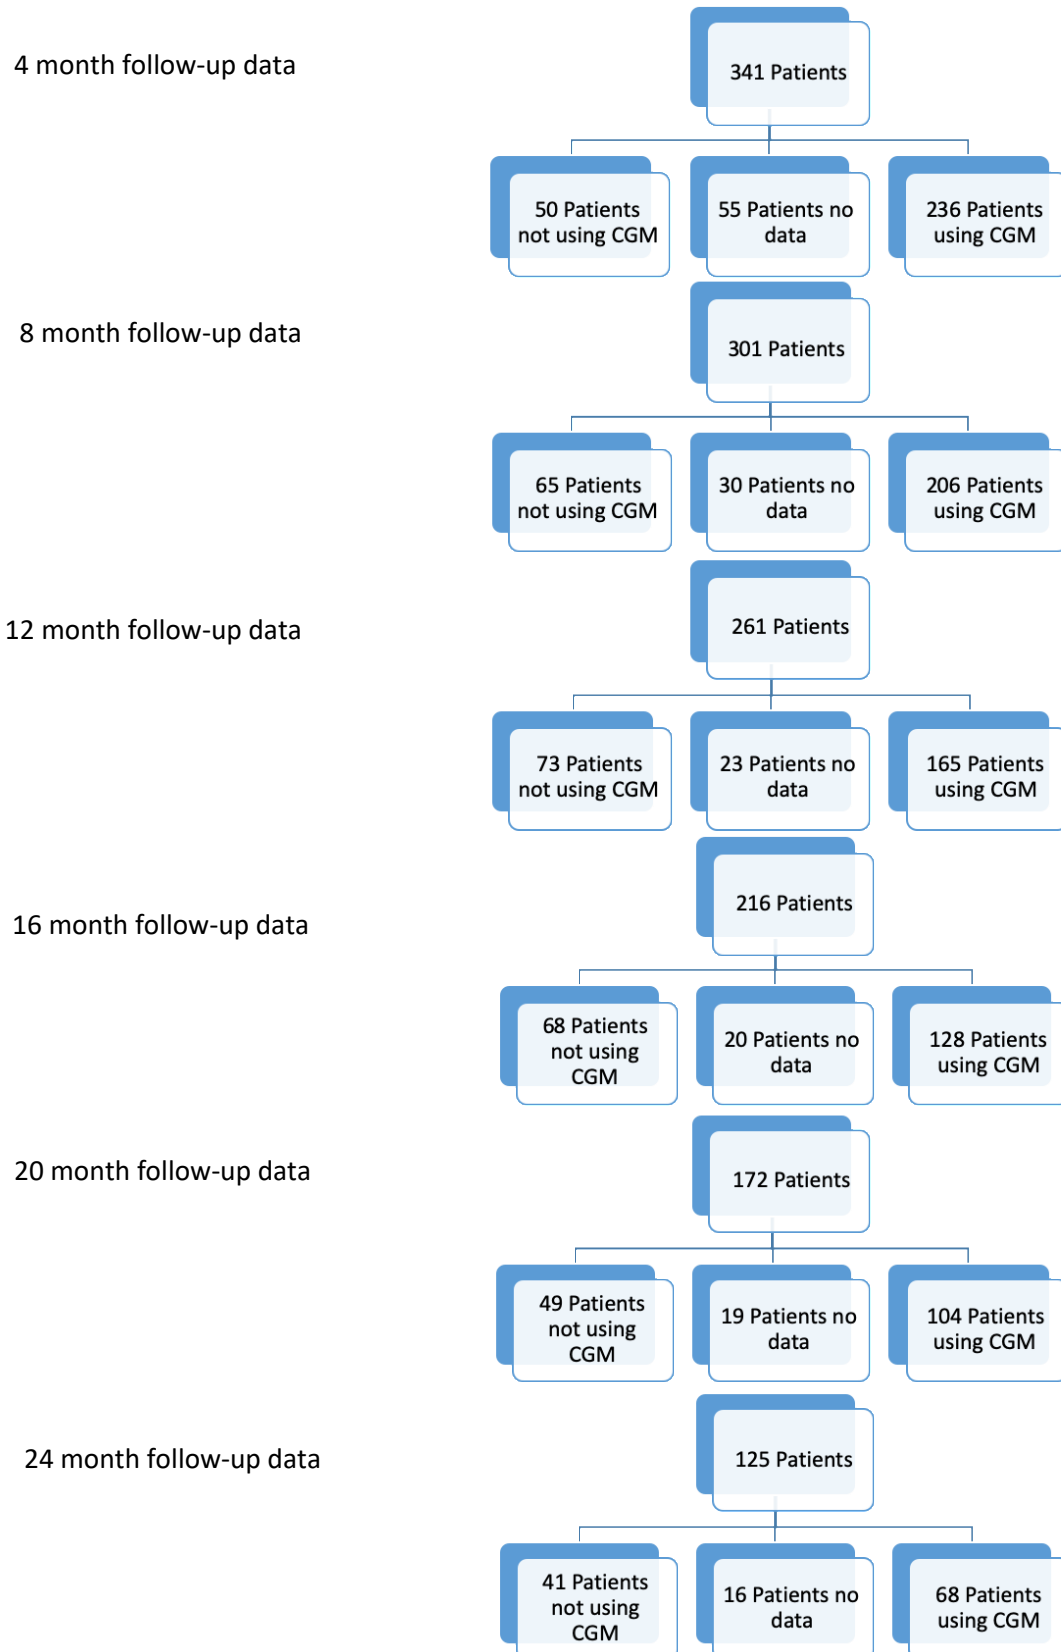 4 month follow-up data
341 Patients
50 Patients
not using CGM
55 Patients no
data
236 Patients
using CGM
8 month follow-up data
301 Patients
65 Patients
not using CGM
30 Patients no
data
206 Patients
using CGM
12 month follow-up data
261 Patients
73 Patients
not using CGM
23 Patients no
data
165 Patients
using CGM
16 month follow-up data
216 Patients
68 Patients
not using
CGM
20 Patients no
data
128 Patients
using CGM
20 month follow-up data
172 Patients
49 Patients
not using
CGM
19 Patients no
data
104 Patients
using CGM
24 month follow-up data
125 Patients
41 Patients
not using
CGM
16 Patients no
data
68 Patients
using CGM